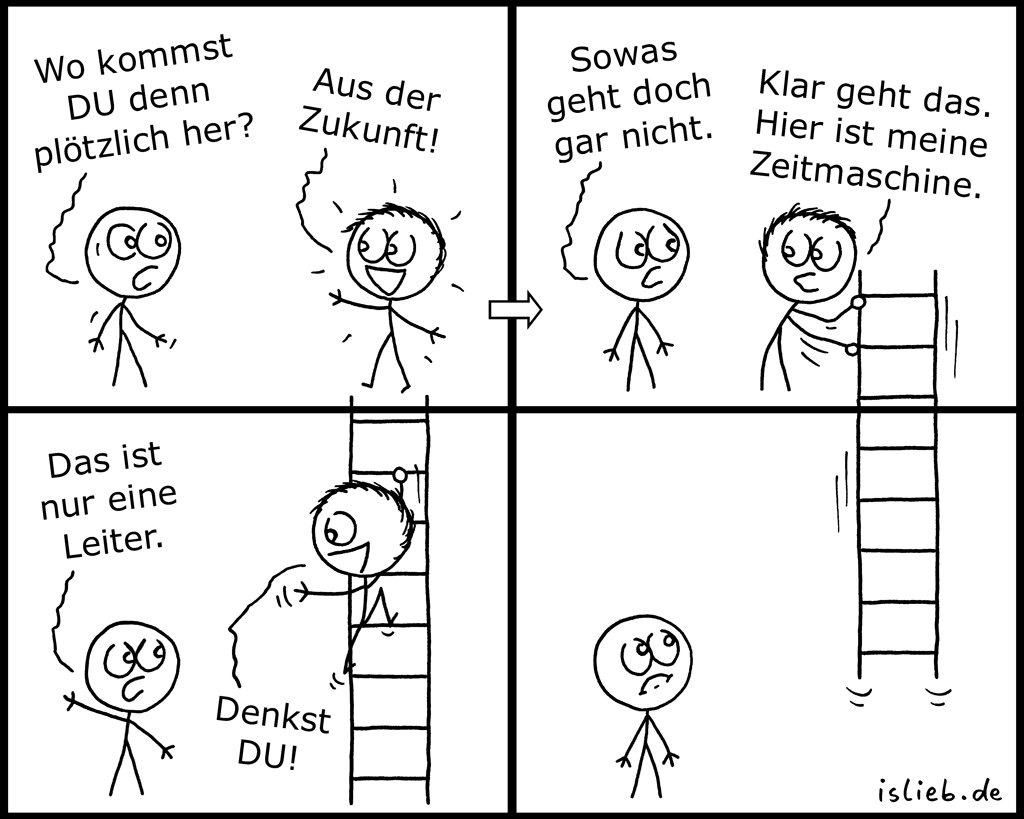 Wo kommst
DU denn
plötzlich her?
Aus der
Zukunft!
Sowas
geht doch
gar nicht.
Klar geht das.
Hier ist meine
Zeitmaschine.
Das ist
nur eine
Leiter.
Denkst
DU!
islieb.de